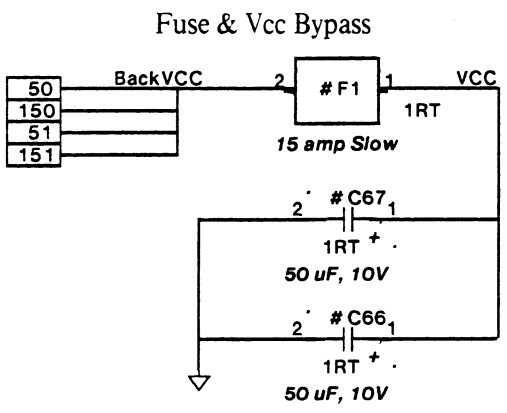 Fuse & Vcc Bypass
BackVCC
2
# F1
1
VCC
50
150
51
151
1RT
15 amp Slow
# C67
2
1
1RT +
50 uF, 10V
# C66
2
1
1RT +
50 uF, 10V